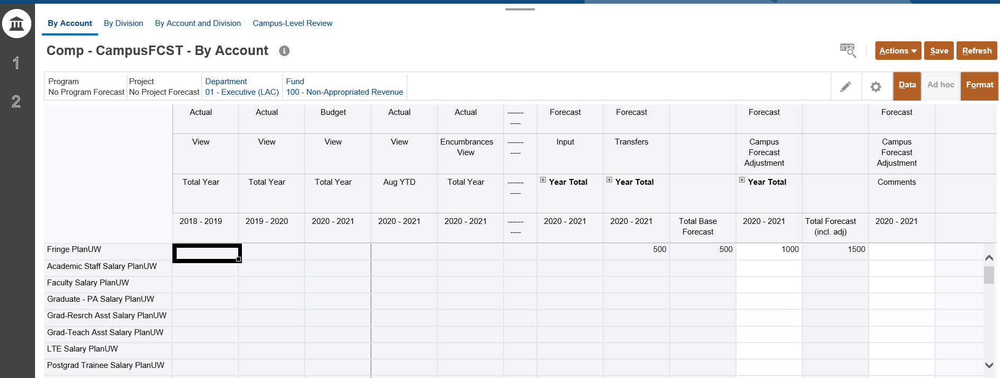 By Account By Division By Account and Division Campus-Level Review
1
2
Comp - CampusFCST - By Account i
Actions Save Refresh
Program Project Department Fund
No Program Forecast No Project Forecast 01 - Executive (LAC) 100 - Non-Appropriated Revenue
Data Ad hoc Format
Actual Actual Budget Actual Actual ------ Forecast Forecast Forecast Forecast
----
View View View View Encumbrances ------ Input Transfers Campus Campus
View ---- Forecast Forecast
Adjustment Adjustment
Total Year Total Year Total Year Aug YTD Total Year ------ Year Total Year Total Year Total Comments
----
2018 - 2019 2019 - 2020 2020 - 2021 2020 - 2021 2020 - 2021 ------ 2020 - 2021 2020 - 2021 Total Base 2020 - 2021 Total Forecast 2020 - 2021
---- Forecast (incl. adj)
Fringe PlanUW 500 500 1000 1500
Academic Staff Salary PlanUW
Faculty Salary PlanUW
Graduate - PA Salary PlanUW
Grad-Resrch Asst Salary PlanUW
Grad-Teach Asst Salary PlanUW
LTE Salary PlanUW
Postgrad Trainee Salary PlanUW